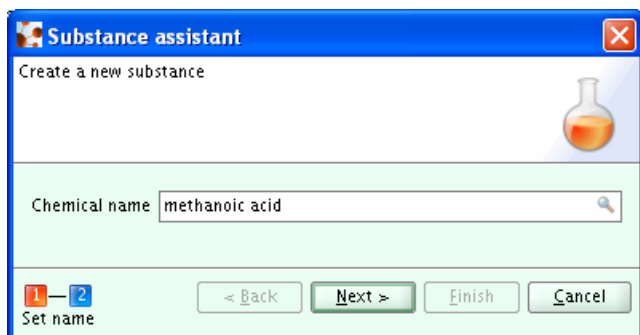 Substance assistant
Create a new substance
Chemical name methanoic acid
1 2
Set name
< Back Next > Finish Cancel